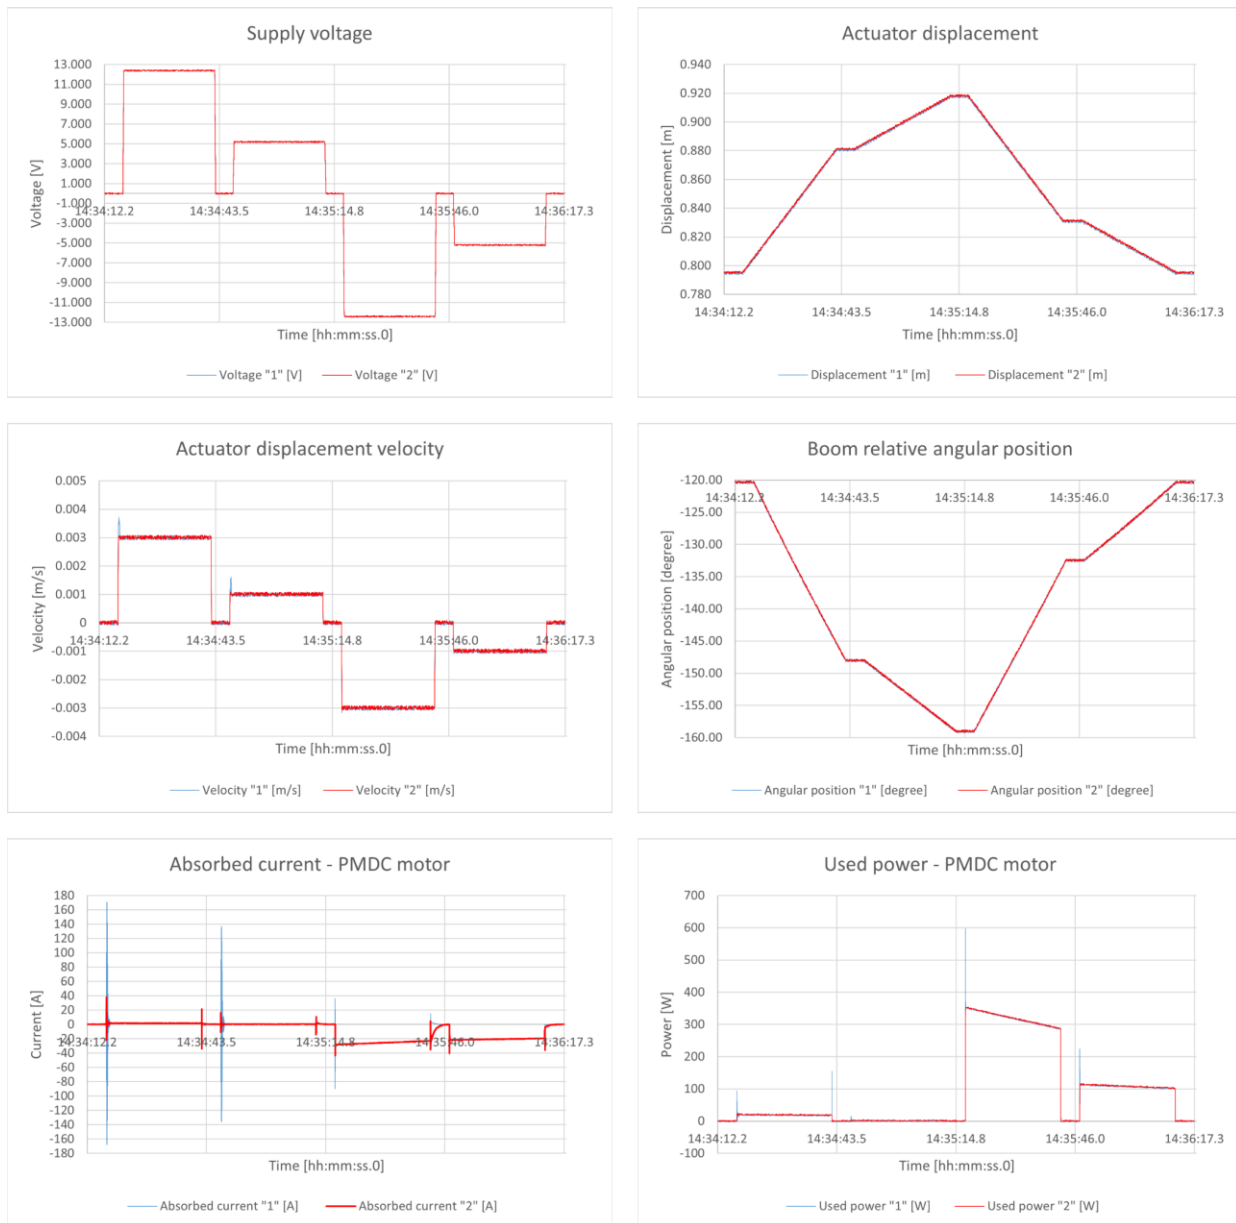 Supply voltage
Voltage [V]
13.000
11.000
9.000
7.000
5.000
3.000
1.000
-1.000
-3.000
-5.000
-7.000
-9.000
-11.000
-13.000
14:34:12.2 14:34:43.5 14:35:14.8 14:35:46.0 14:36:17.3
Time [hh:mm:ss.0]
Voltage "1" [V] Voltage "2" [V]
Actuator displacement
Displacement [m]
0.940
0.920
0.900
0.880
0.860
0.840
0.820
0.800
0.780
14:34:12.2 14:34:43.5 14:35:14.8 14:35:46.0 14:36:17.3
Time [hh:mm:ss.0]
Displacement "1" [m] Displacement "2" [m]
Actuator displacement velocity
Velocity [m/s]
0.005
0.004
0.003
0.002
0.001
0
-0.001
-0.002
-0.003
-0.004
14:34:12.2 14:34:43.5 14:35:14.8 14:35:46.0 14:36:17.3
Time [hh:mm:ss.0]
Velocity "1" [m/s] Velocity "2" [m/s]
Boom relative angular position
Angular position [degree]
-120.00
-125.00
-130.00
-135.00
-140.00
-145.00
-150.00
-155.00
-160.00
14:34:12.2 14:34:43.5 14:35:14.8 14:35:46.0 14:36:17.3
Time [hh:mm:ss.0]
Angular position "1" [degree] Angular position "2" [degree]
Absorbed current - PMDC motor
Current [A]
180
160
140
120
100
80
60
40
20
0
-20
-40
-60
-80
-100
-120
-140
-160
-180
14:34:12.2 14:34:43.5 14:35:14.8 14:35:46.0 14:36:17.3
Time [hh:mm:ss.0]
Absorbed current "1" [A] Absorbed current "2" [A]
Used power - PMDC motor
Power [W]
700
600
500
400
300
200
100
0
-100
14:34:12.2 14:34:43.5 14:35:14.8 14:35:46.0 14:36:17.3
Time [hh:mm:ss.0]
Used power "1" [W] Used power "2" [W]